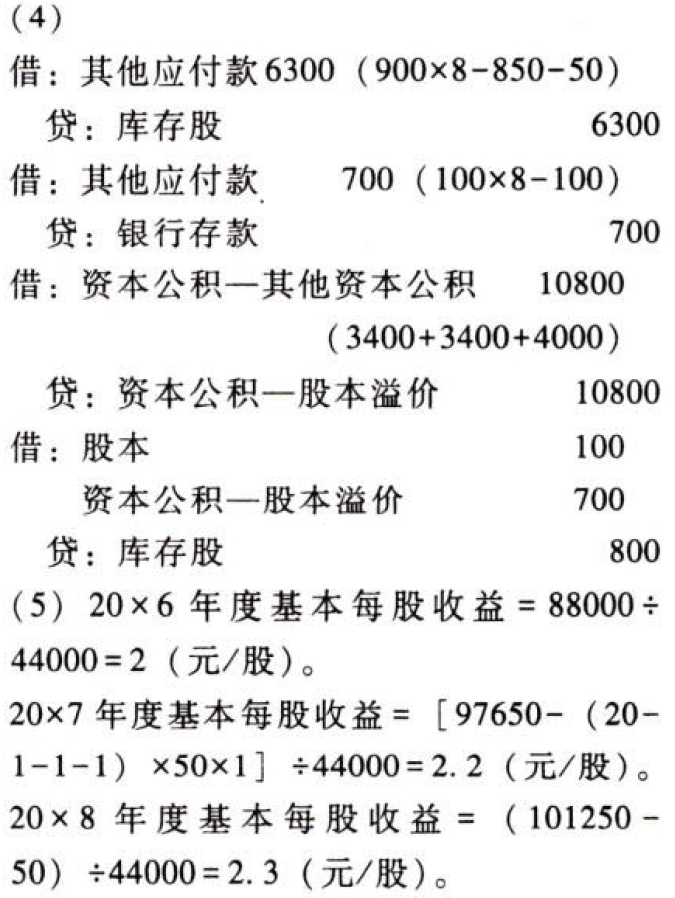 (4)
借：其他应付款6300（900×8-850-50）
贷：库存股 6300
借：其他应付款 700（100×8-100）
贷：银行存款 700
借：资本公积—其他资本公积 10800
（3400+3400+4000）
贷：资本公积—股本溢价 10800
借：股本 100
资本公积—股本溢价 700
贷：库存股 800
(5) 20×6 年度基本每股收益 = 88000÷
44000=2（元/股）。
20×7 年度基本每股收益=［97650-（20-
1-1-1）×50×1］÷44000=2.2（元/股）。
20×8 年度基本每股收益 =（101250-
50）÷44000=2.3（元/股）。